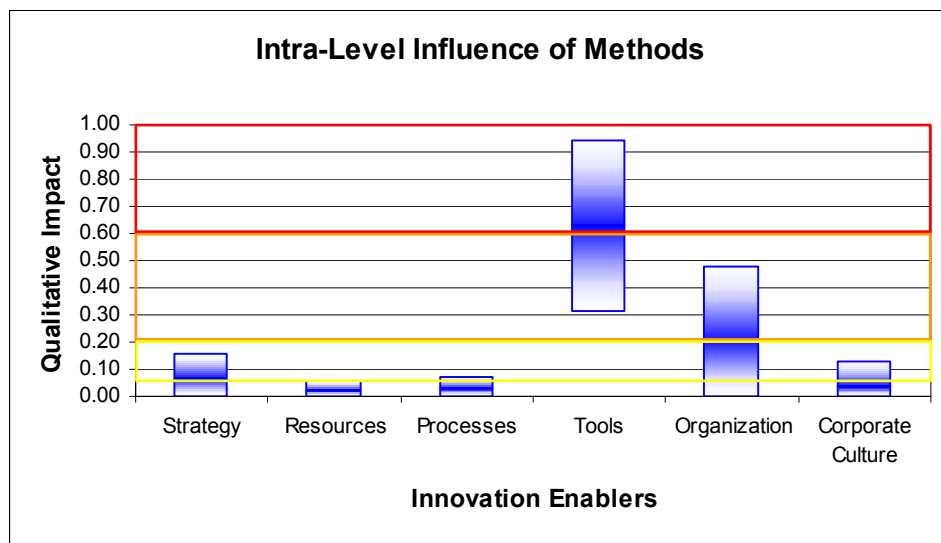 Intra-Level Influence of Methods
Qualitative Impact
1.00
0.90
0.80
0.70
0.60
0.50
0.40
0.30
0.20
0.10
0.00
Strategy Resources Processes Tools Organization Corporate
Culture
Innovation Enablers